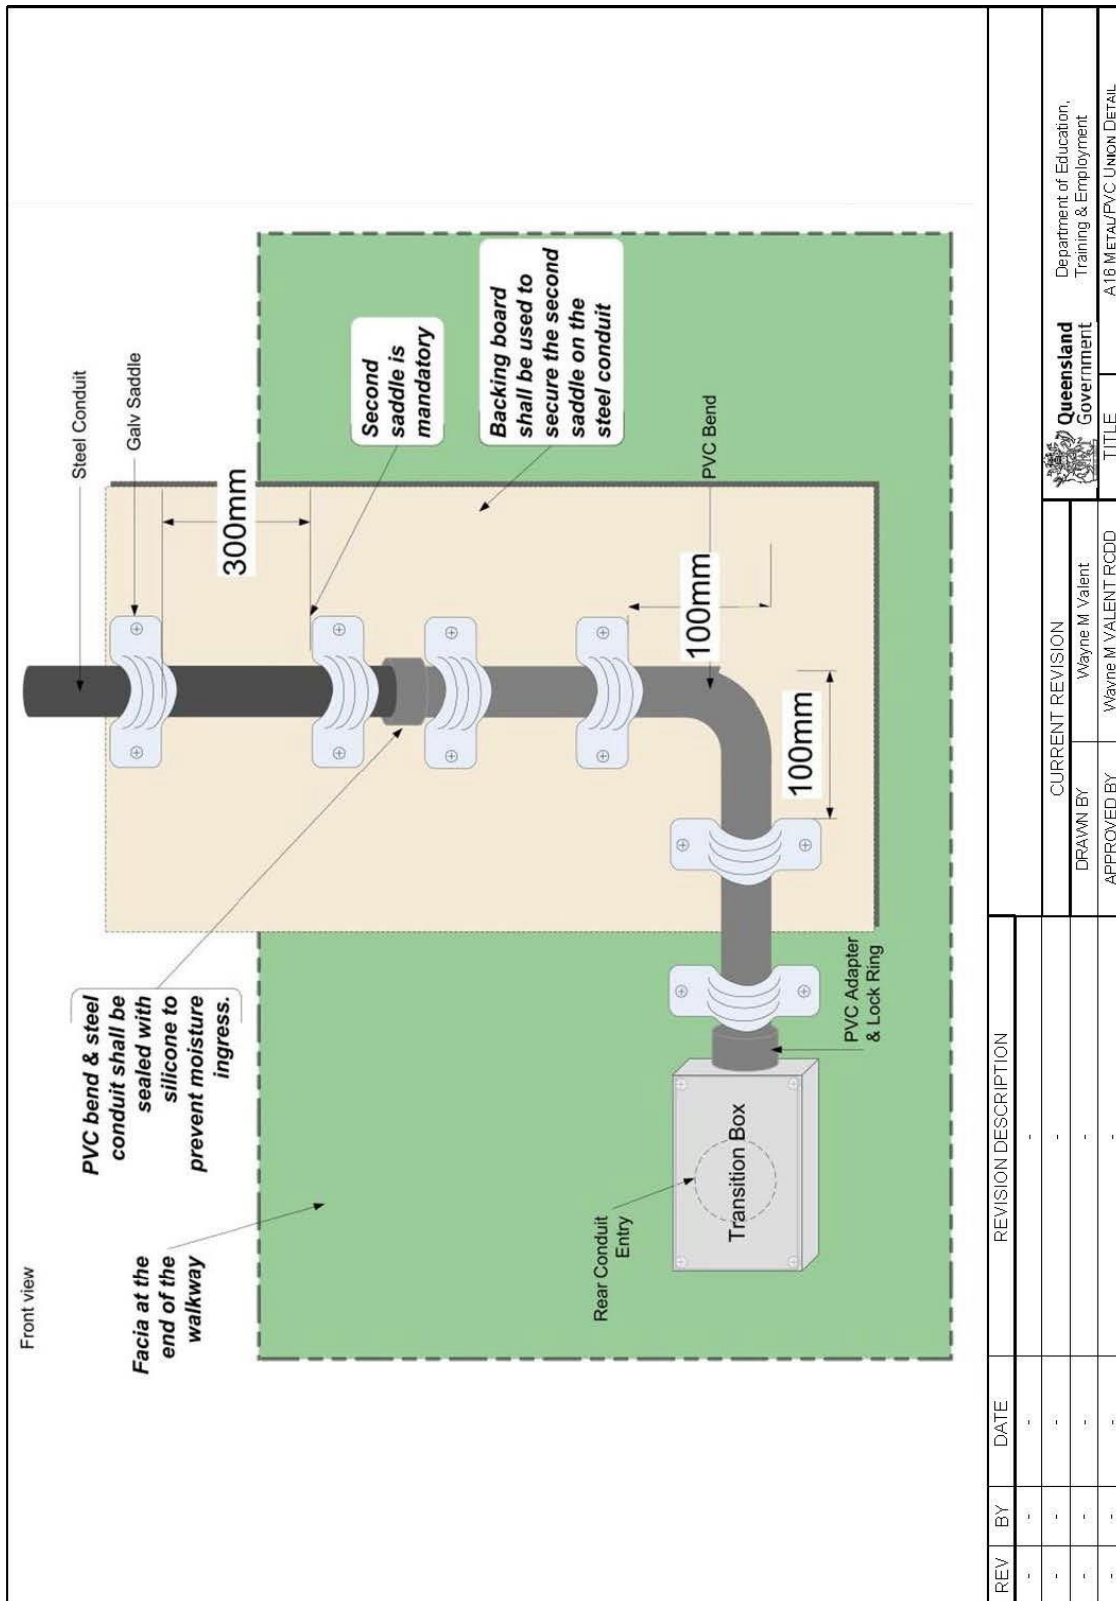 Front view
Steel Conduit
Galv Saddle
PVC bend & steel
conduit shall be
sealed with
silicone to
prevent moisture
ingress.
Facia at the
end of the
walkway
300mm
Second
saddle is
mandatory
Backing board
shall be used to
secure the second
saddle on the
steel conduit
100mm
PVC Bend
100mm
Rear Conduit
Entry
Transition Box
PVC Adapter
& Lock Ring
REV BY DATE REVISION DESCRIPTION
- - - -
- - - -
- - - -
- - - -
CURRENT REVISION
DRAWN BY Wayne M Valent
APPROVED BY Wayne M VALENT RCDD
Queensland
Government
Department of Education,
Training & Employment
TITLE A16 METAL/PVC UNION DETAIL